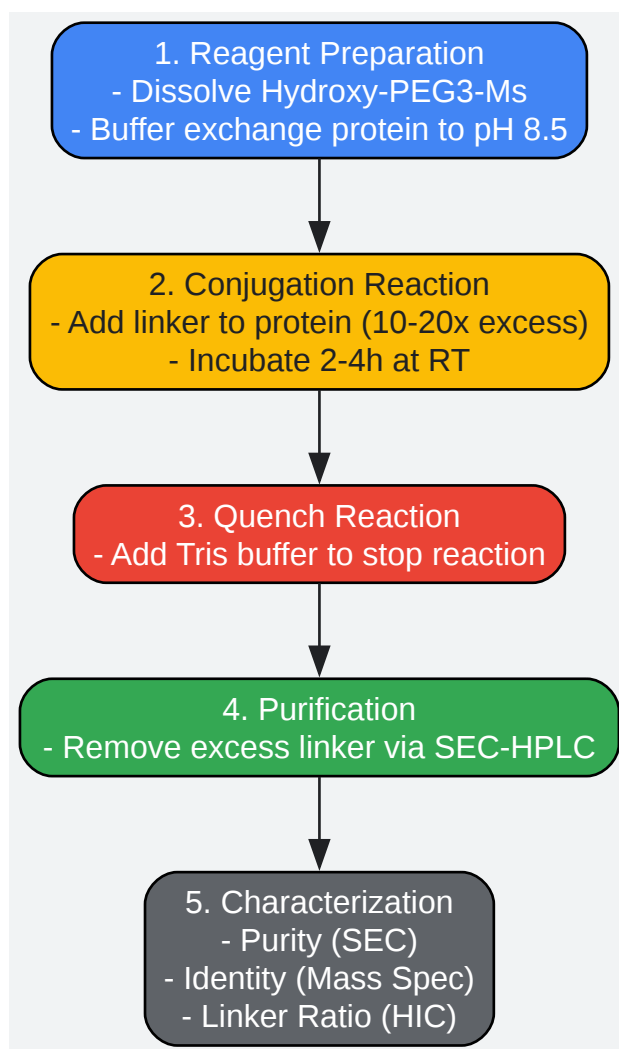 1. Reagent Preparation
- Dissolve Hydroxy-PEG3-Ms
- Buffer exchange protein to pH 8.5
2. Conjugation Reaction
- Add linker to protein (10-20x excess)
- Incubate 2-4h at RT
3. Quench Reaction
- Add Tris buffer to stop reaction
4. Purification
- Remove excess linker via SEC-HPLC
5. Characterization
- Purity (SEC)
- Identity (Mass Spec)
- Linker Ratio (HIC)